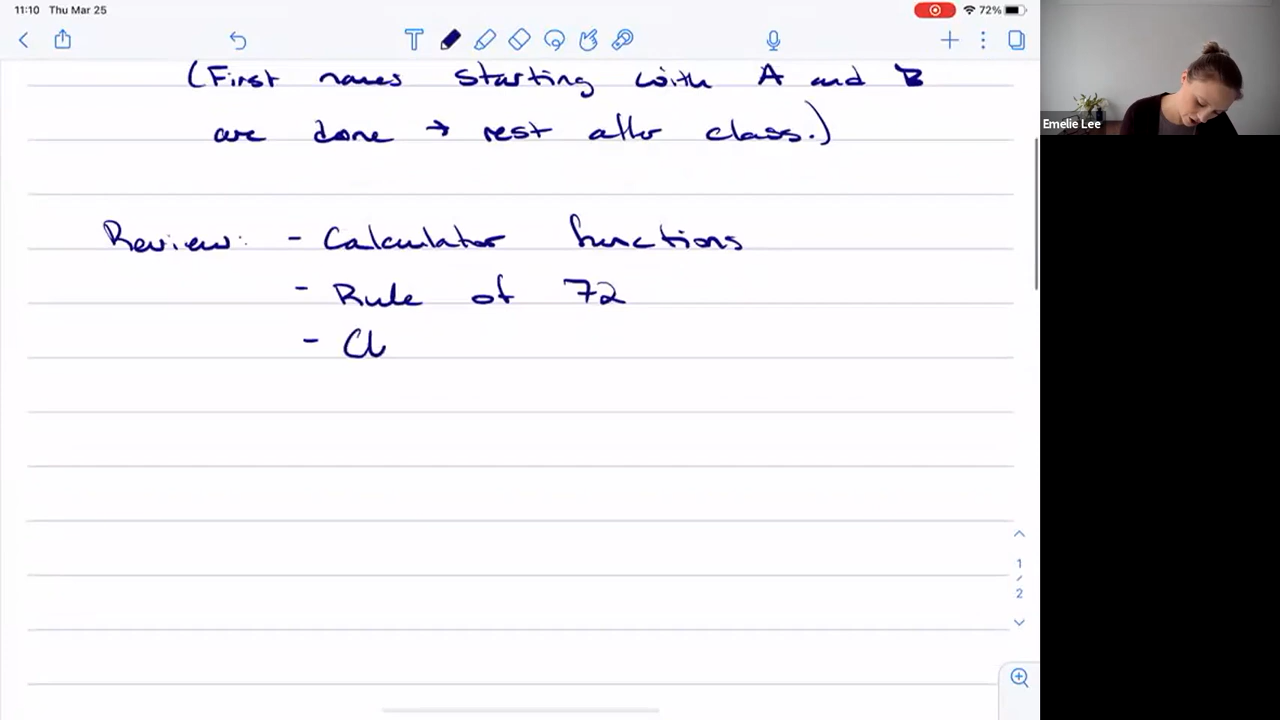 11:10 Thu Mar 25
72%
(First names starting with A and B
are done → rest after class.)
Emelie Lee
Review: - Calculator functions
- Rule of 72
- Cl
1
/
2